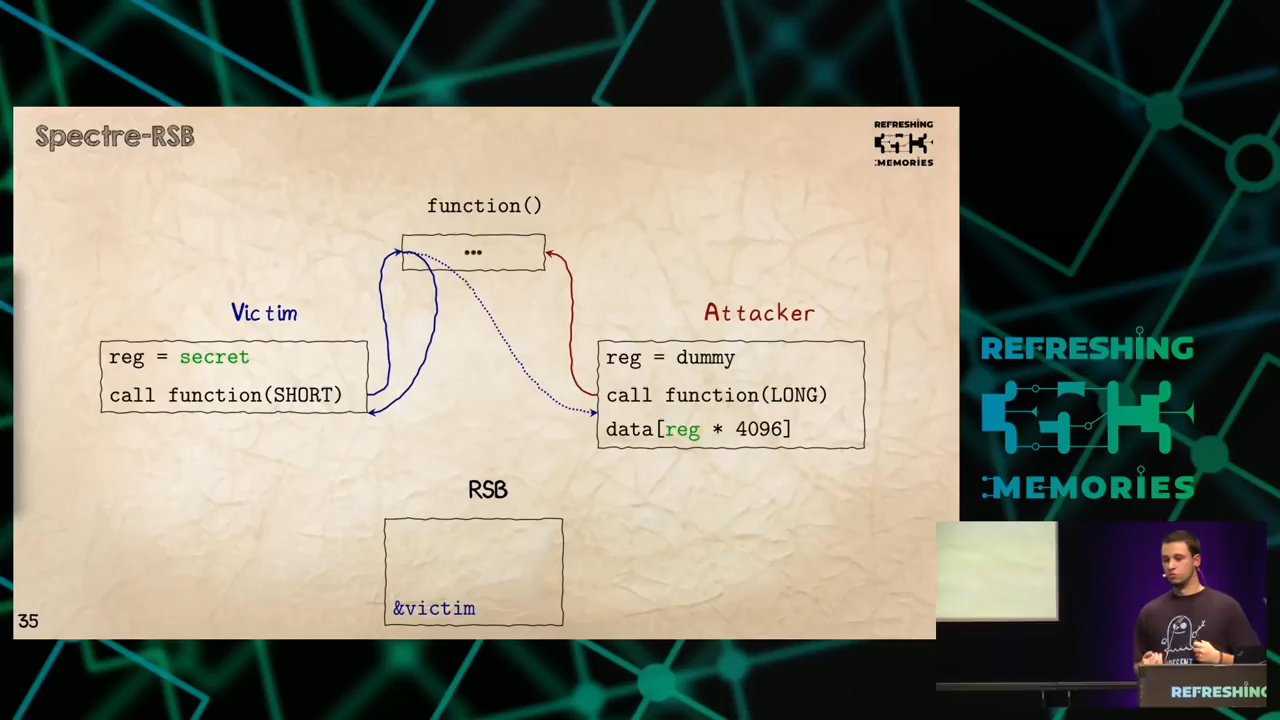 Spectre-RSB
REFRESHING
MEMORIES
function()
...
Victim
reg = secret
call function(SHORT)
Attacker
reg = dummy
call function(LONG)
data[reg * 4096]
RSB
&victim
35
REFRESHING
35K3
:MEMORIES
REFRESHING